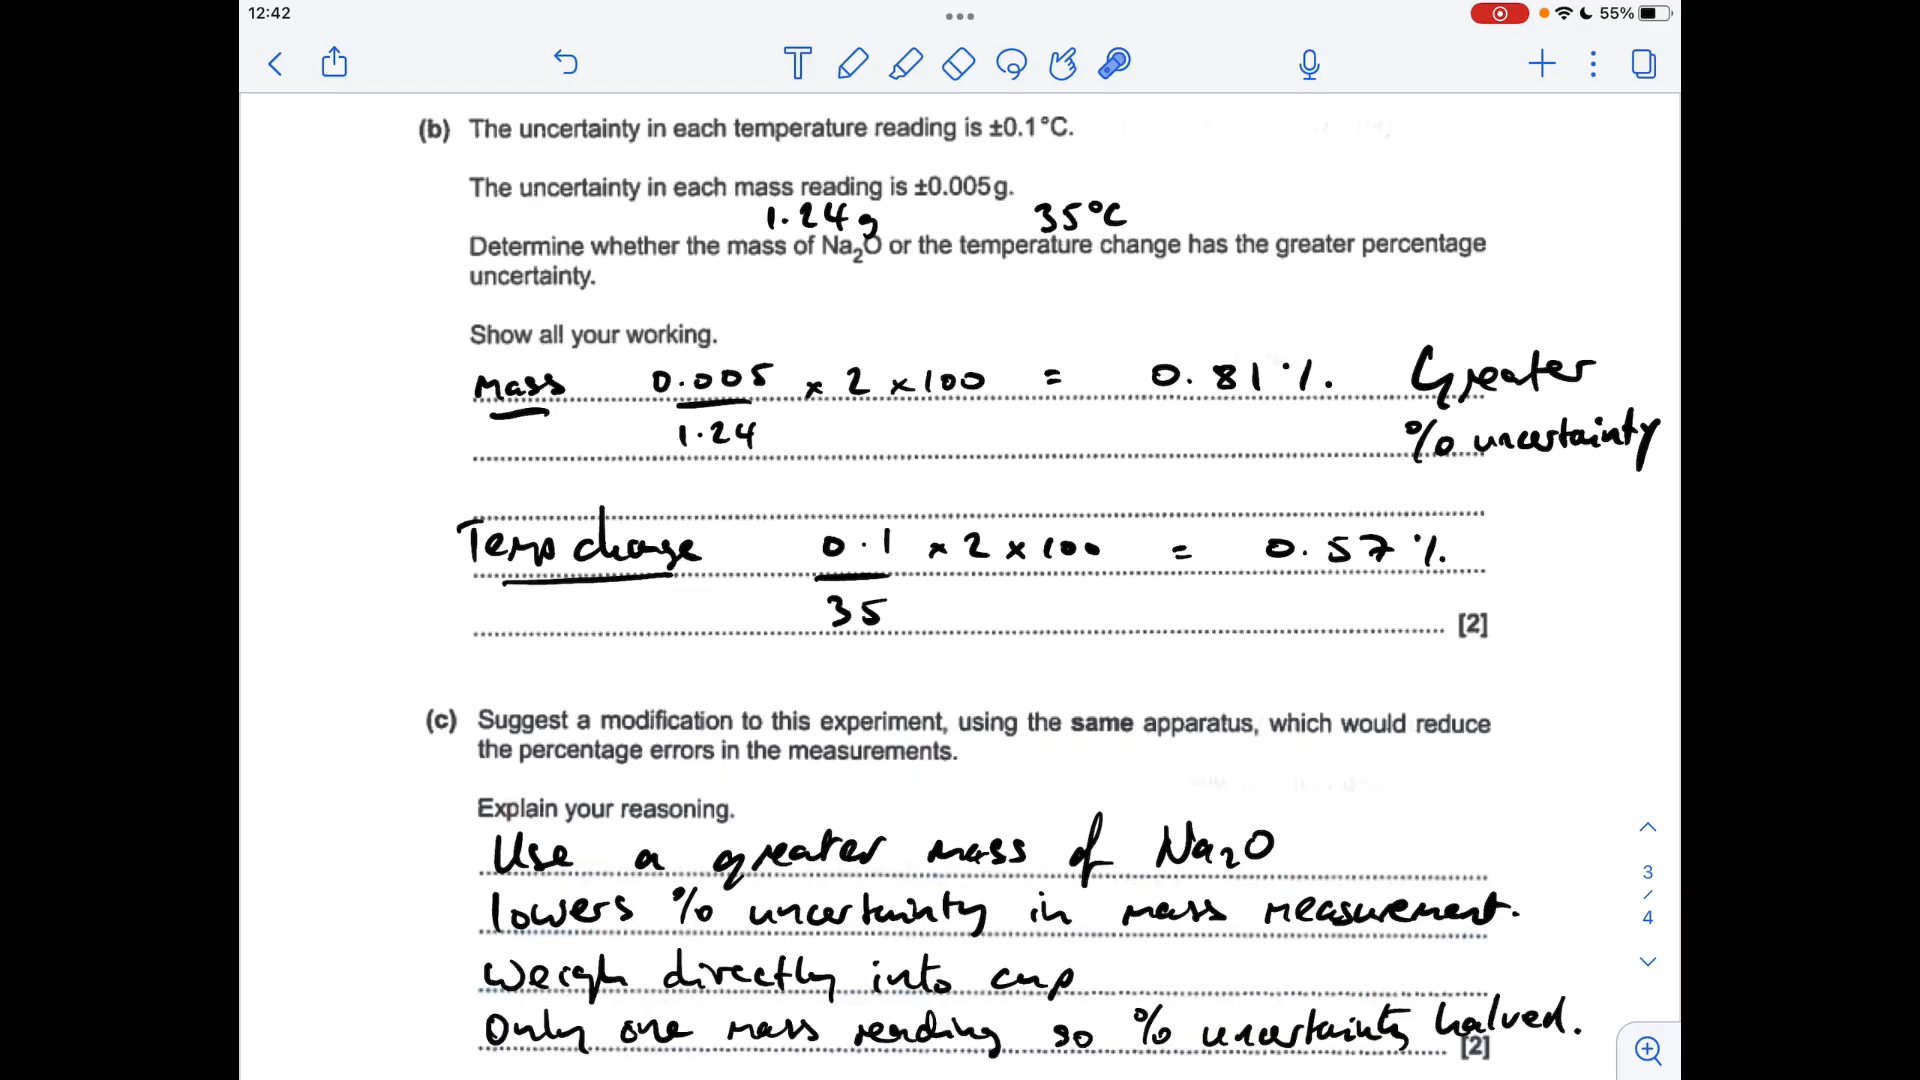 12:42
55%
(b) The uncertainty in each temperature reading is ±0.1°C.
The uncertainty in each mass reading is ±0.005g.
1.24g 35°C
Determine whether the mass of Na₂O or the temperature change has the greater percentage
uncertainty.
Show all your working.
Mass 0.005 × 2 × 100 = 0.81% Greater
1.24 % uncertainty
Temp change 0.1 × 2 × 100 = 0.57%
35
[2]
(c) Suggest a modification to this experiment, using the same apparatus, which would reduce
the percentage errors in the measurements.
Explain your reasoning.
Use a greater mass of Na₂O
lowers % uncertainty in mass measurement.
Weigh directly into cup
Only one mass reading so % uncertainty halved.
[2]
3
/
4